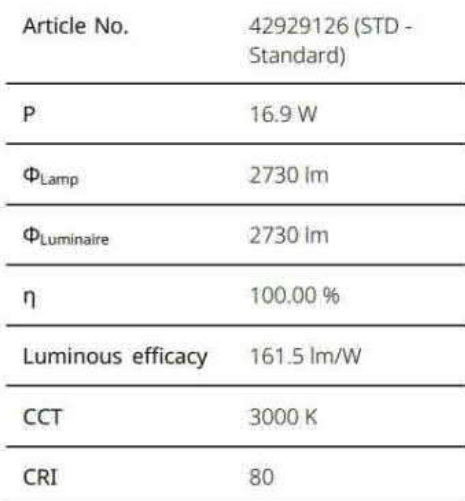 Article No. 42929126 (STD -
Standard)
P 16.9 W
ΦLamp 2730 lm
ΦLuminaire 2730 lm
η 100.00 %
Luminous efficacy 161.5 lm/W
CCT 3000 K
CRI 80